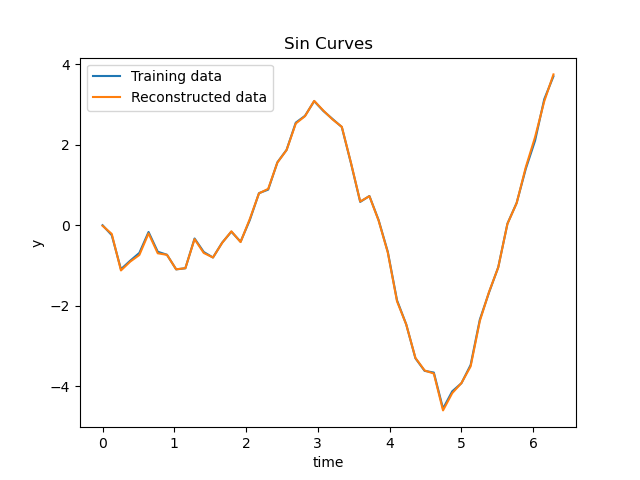 Sin Curves
Training data
Reconstructed data
4
2
0
−2
−4
y
0 1 2 3 4 5 6
time